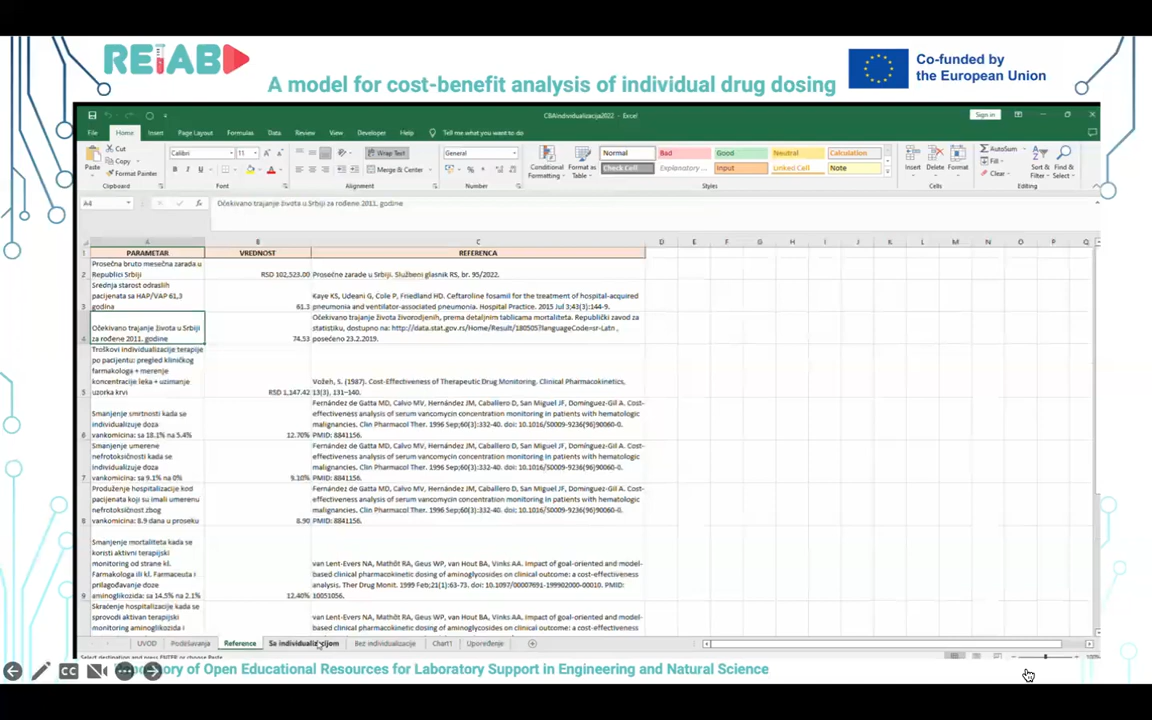 RELAB
A model for cost-benefit analysis of individual drug dosing
Co-funded by
the European Union
CBAIndividualizacija2022 - Excel
Sign in
File Home Insert Page Layout Formulas Data Review View Developer Help Tell me what you want to do
Cut
Copy
Format Painter
Paste
Clipboard
Calibri 11
B I U
Font
Wrap Text
Merge & Center
Alignment
General
Number
Conditional Formatting
Format as Table
Normal Bad Good Neutral Calculation
Check Cell Explanatory... Input Linked Cell Note
Styles
Insert Delete Format
Cells
AutoSum
Fill
Clear
Sort & Filter
Find & Select
Editing
A4 fx Očekivano trajanje života u Srbiji za rođene 2011. godine
A B C D E F G H I J K L M N O P Q
1 PARAMETAR VREDNOST REFERENCA
Prosečna bruto mesečna zarada u
2 Republici Srbiji RSD 102,523.00 Prosečne zarade u Srbiji. Službeni glasnik RS, br. 95/2022.
Srednja starost odraslih
pacijenata sa HAP/VAP 61,3 Kaye KS, Udeani G, Cole P, Friedland HD. Ceftaroline fosamil for the treatment of hospital-acquired
3 godina 61.3 pneumonia and ventilator-associated pneumonia. Hospital Practice. 2015 Jul 3;43(3):144-9.
Očekivano trajanje života živorođenih, prema detaljnim tablicama mortaliteta. Republički zavod za
Očekivano trajanje života u Srbiji statistiku, dostupno na: http://data.stat.gov.rs/Home/Result/180505?languageCode=sr-Latn ,
4 za rođene 2011. godine 74.53 posećeno 23.2.2019.
Troškovi individualizacije terapije
po pacijentu: pregled kliničkog
farmakologa + merenje
koncentracije leka + uzimanje Vožeh, S. (1987). Cost-Effectiveness of Therapeutic Drug Monitoring. Clinical Pharmacokinetics,
5 uzorka krvi RSD 1,147.42 13(3), 131–140.
Fernández de Gatta MD, Calvo MV, Hernández JM, Caballero D, San Miguel JF, Domínguez-Gil A. Cost-
Smanjenje smrtnosti kada se effectiveness analysis of serum vancomycin concentration monitoring in patients with hematologic
individualizuje doza malignancies. Clin Pharmacol Ther. 1996 Sep;60(3):332-40. doi: 10.1016/S0009-9236(96)90060-0.
6 vankomicina: sa 18.1% na 5.4% 12.70% PMID: 8841156.
Smanjenje umerene Fernández de Gatta MD, Calvo MV, Hernández JM, Caballero D, San Miguel JF, Domínguez-Gil A. Cost-
nefrotoksičnosti kada se effectiveness analysis of serum vancomycin concentration monitoring in patients with hematologic
individualizuje doza malignancies. Clin Pharmacol Ther. 1996 Sep;60(3):332-40. doi: 10.1016/S0009-9236(96)90060-0.
7 vankomicina: sa 9.1% na 0% 9.10% PMID: 8841156.
Produženje hospitalizacije kod Fernández de Gatta MD, Calvo MV, Hernández JM, Caballero D, San Miguel JF, Domínguez-Gil A. Cost-
pacijenata koji su imali umerenu effectiveness analysis of serum vancomycin concentration monitoring in patients with hematologic
nefrotoksičnost zbog malignancies. Clin Pharmacol Ther. 1996 Sep;60(3):332-40. doi: 10.1016/S0009-9236(96)90060-0.
8 vankomicina: 8.9 dana u proseku 8.90 PMID: 8841156.
Smanjenje mortaliteta kada se
koristi aktivni terapijski
monitoring od strane kl. van Lent-Evers NA, Mathôt RA, Geus WP, van Hout BA, Vinks AA. Impact of goal-oriented and model-
Farmakologa ili kl. Farmaceuta i based clinical pharmacokinetic dosing of aminoglycosides on clinical outcome: a cost-effectiveness
prilagođavanje doze analysis. Ther Drug Monit. 1999 Feb;21(1):63-73. doi: 10.1097/00007691-199902000-00010. PMID:
9 aminoglikozida: sa 14.5% na 2.1% 12.40% 10051056.
Skraćenje hospitalizacije kada se
sprovodi aktivan terapijski van Lent-Evers NA, Mathôt RA, Geus WP, van Hout BA, Vinks AA. Impact of goal-oriented and model-
monitoring aminoglikozida i based clinical pharmacokinetic dosing of aminoglycosides on clinical outcome: a cost-effectiveness
UVOD Podešavanja Reference Sa individualizacijom Bez individualizacije Chart1 Upoređenje
Select destination and press ENTER or choose Paste
CC
ory of Open Educational Resources for Laboratory Support in Engineering and Natural Science